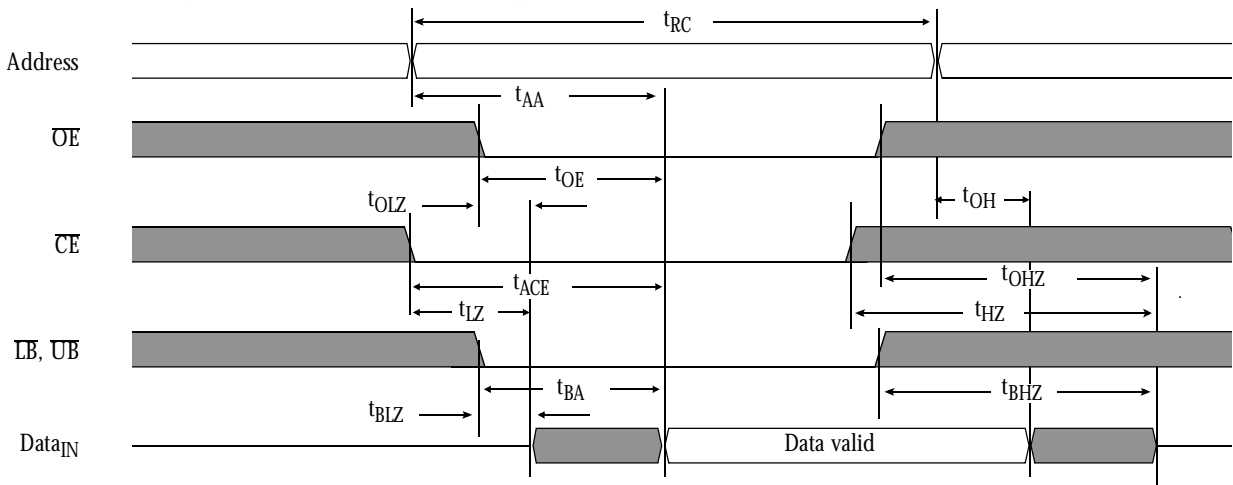 tRC
Address
tAA
OE
tOE
tOLZ
tOH
CE
tACE
tOHZ
tLZ
tHZ
LB, UB
tBA
tBHZ
tBLZ
DataIN
Data valid